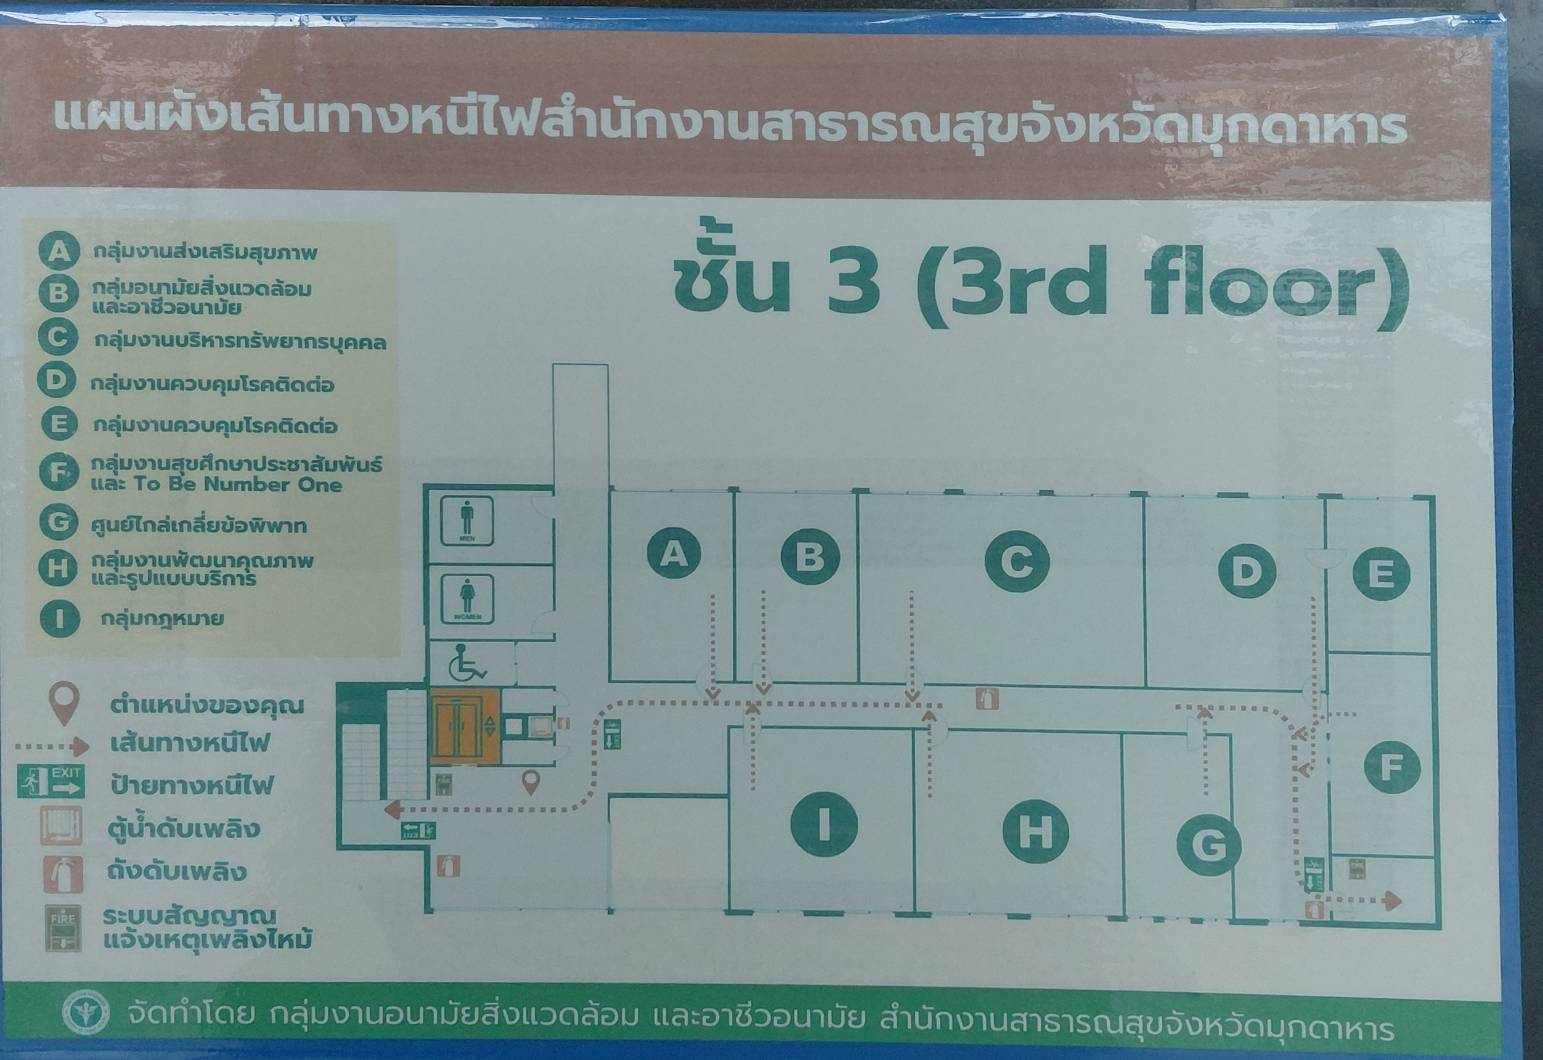 แผนผังเส้นทางหนีไฟสำนักงานสาธารณสุขจังหวัดมุกดาหาร
ชั้น 3 (3rd floor)
A กลุ่มงานส่งเสริมสุขภาพ
B กลุ่มอนามัยสิ่งแวดล้อม
และอาชีวอนามัย
C กลุ่มงานบริหารทรัพยากรบุคคล
D กลุ่มงานควบคุมโรคติดต่อ
E กลุ่มงานควบคุมโรคติดต่อ
F กลุ่มงานสุขศึกษาประชาสัมพันธ์
และ To Be Number One
G ศูนย์ไกล่เกลี่ยข้อพิพาท
H กลุ่มงานพัฒนาคุณภาพ
และรูปแบบบริการ
I กลุ่มกฎหมาย
ตำแหน่งของคุณ
เส้นทางหนีไฟ
EXIT ป้ายทางหนีไฟ
ตู้น้ำดับเพลิง
ถังดับเพลิง
FIRE ระบบสัญญาณ
แจ้งเหตุเพลิงไหม้
MEN
WOMEN
A B C D E
F
I H G
จัดทำโดย กลุ่มงานอนามัยสิ่งแวดล้อม และอาชีวอนามัย สำนักงานสาธารณสุขจังหวัดมุกดาหาร